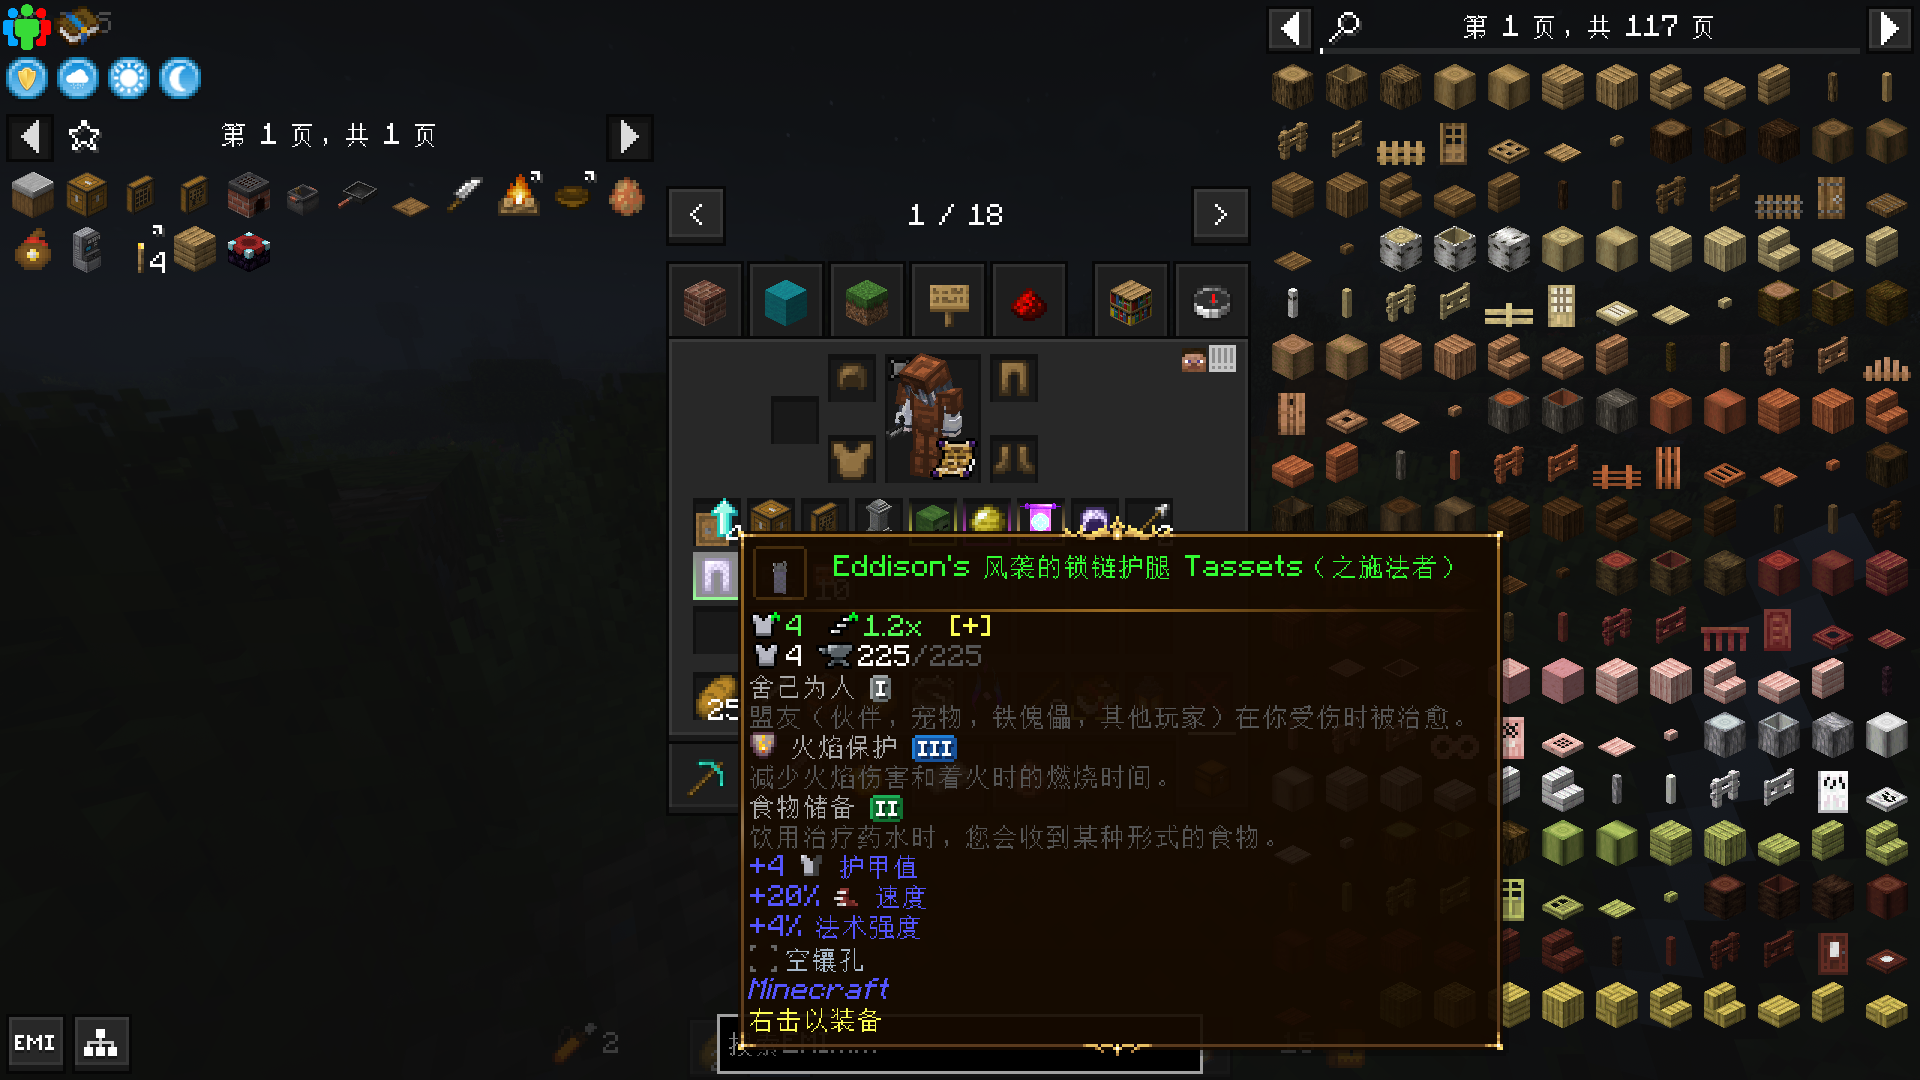 5
第 1 页，共 117 页
第 1 页，共 1 页
4
< 1 / 18 >
2
Eddison's 风袭的锁链护腿 Tassets（之施法者）
4 1.2x [+]
4 225/225
舍己为人 I
盟友（伙伴，宠物，铁傀儡，其他玩家）在你受伤时被治愈。
25
火焰保护 III
减少火焰伤害和着火时的燃烧时间。
食物储备 II
饮用治疗药水时，您会收到某种形式的食物。
+4 护甲值
+20% 速度
+4% 法术强度
空镶孔
Minecraft
右击以装备
EMI
2